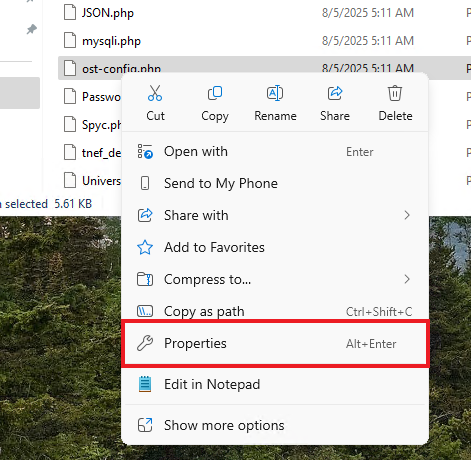 JSON.php 8/5/2025 5:11 AM
mysqli.php 8/5/2025 5:11 AM
ost-config.php 8/5/2025 5:11 AM
Passwo
Spyc.ph
tnef_de
Univers
selected 5.61 KB
Cut Copy Rename Share Delete
Open with Enter
Send to My Phone
Share with
Add to Favorites
Compress to...
Copy as path Ctrl+Shift+C
Properties Alt+Enter
Edit in Notepad
Show more options